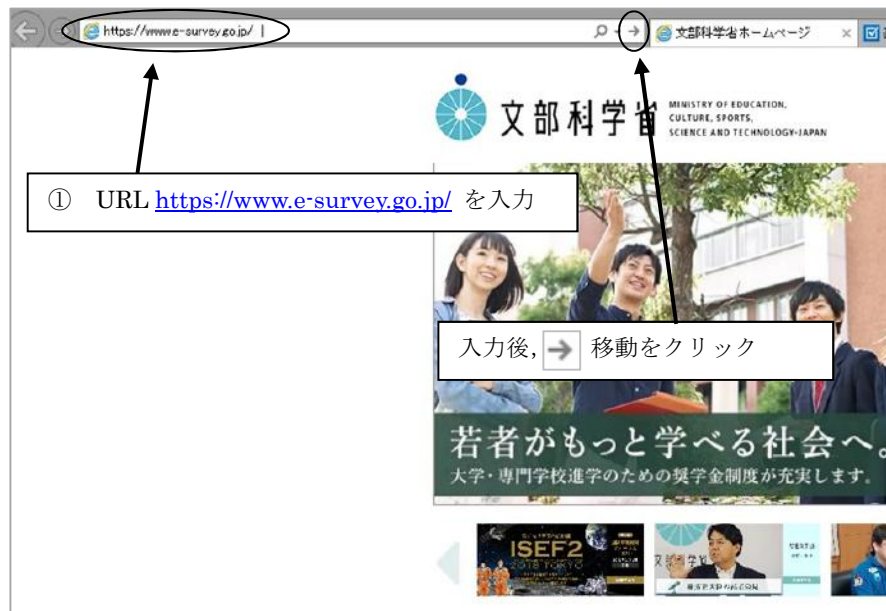 https://www.e-survey.go.jp/
文部科学省ホームページ
文部科学省
MINISTRY OF EDUCATION,
CULTURE, SPORTS,
SCIENCE AND TECHNOLOGY-JAPAN
① URL https://www.e-survey.go.jp/ を入力
入力後, 移動をクリック
若者がもっと学べる社会へ。
大学・専門学校進学のための奨学金制度が充実します。
ISEF2
2018 TOKYO